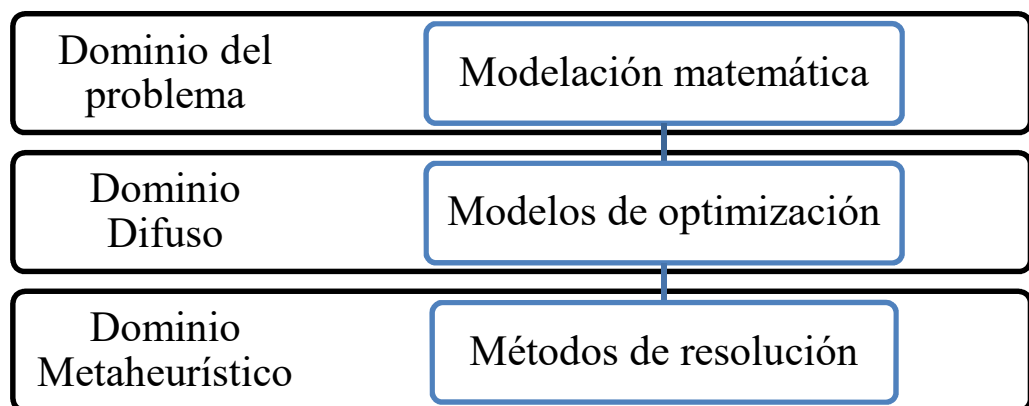 Dominio del
problema
Modelación matemática
Dominio
Difuso
Modelos de optimización
Dominio
Metaheurístico
Métodos de resolución